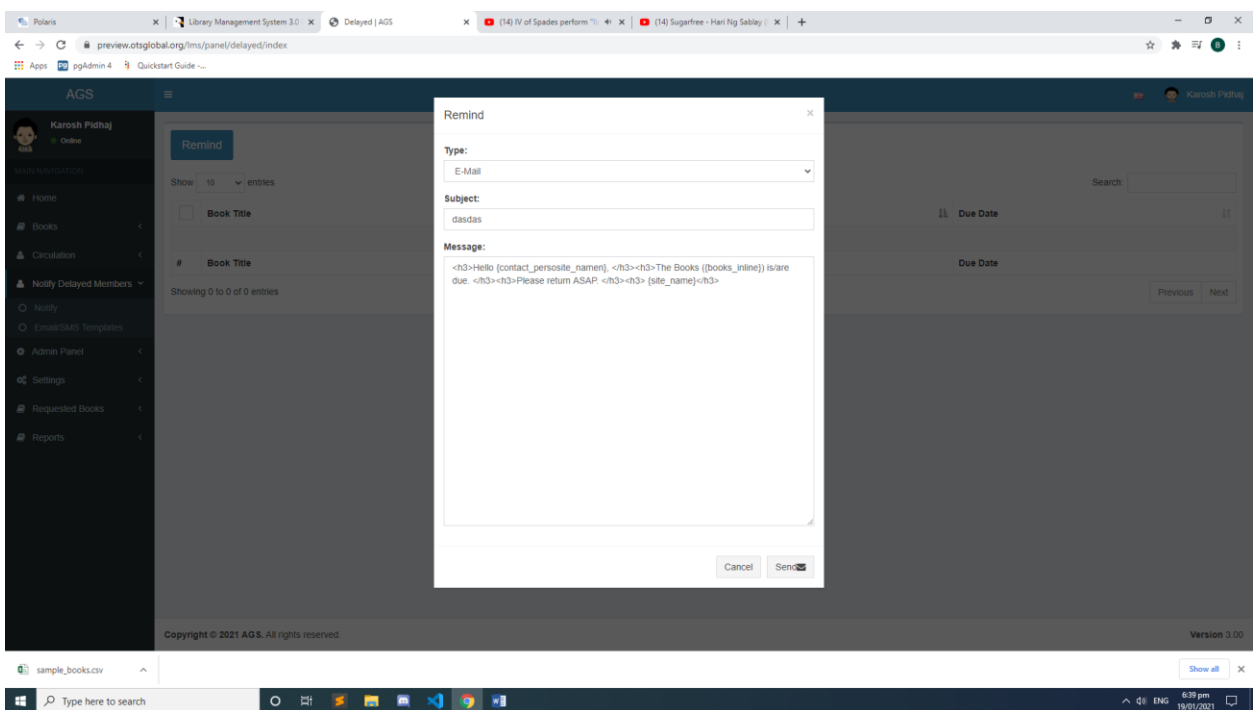 Polaris
Library Management System 3.0
Delayed | AGS
(14) IV of Spades perform "Il
(14) Sugarfree - Hari Ng Sablay (
preview.otsglobal.org/lms/panel/delayed/index
B
Apps pgAdmin 4 Quickstart Guide -...
AGS
Karosh Pidhaj
Karosh Pidhaj
Online
MAIN NAVIGATION
Home
Books
Circulation
Notify Delayed Members
Notify
Email/SMS Templates
Admin Panel
Settings
Requested Books
Reports
Remind
Show 10 entries
Search:
Book Title Due Date
# Book Title Due Date
Showing 0 to 0 of 0 entries
Previous Next
Remind
×
Type:
E-Mail
Subject:
dasdas
Message:
<h3>Hello {contact_persosite_namen}, </h3><h3>The Books ({books_inline}) is/are
due. </h3><h3>Please return ASAP. </h3><h3> {site_name}</h3>
Cancel Send
Copyright © 2021 AGS. All rights reserved.
Version 3.00
sample_books.csv
Show all
Type here to search
ENG
6:39 pm
19/01/2021